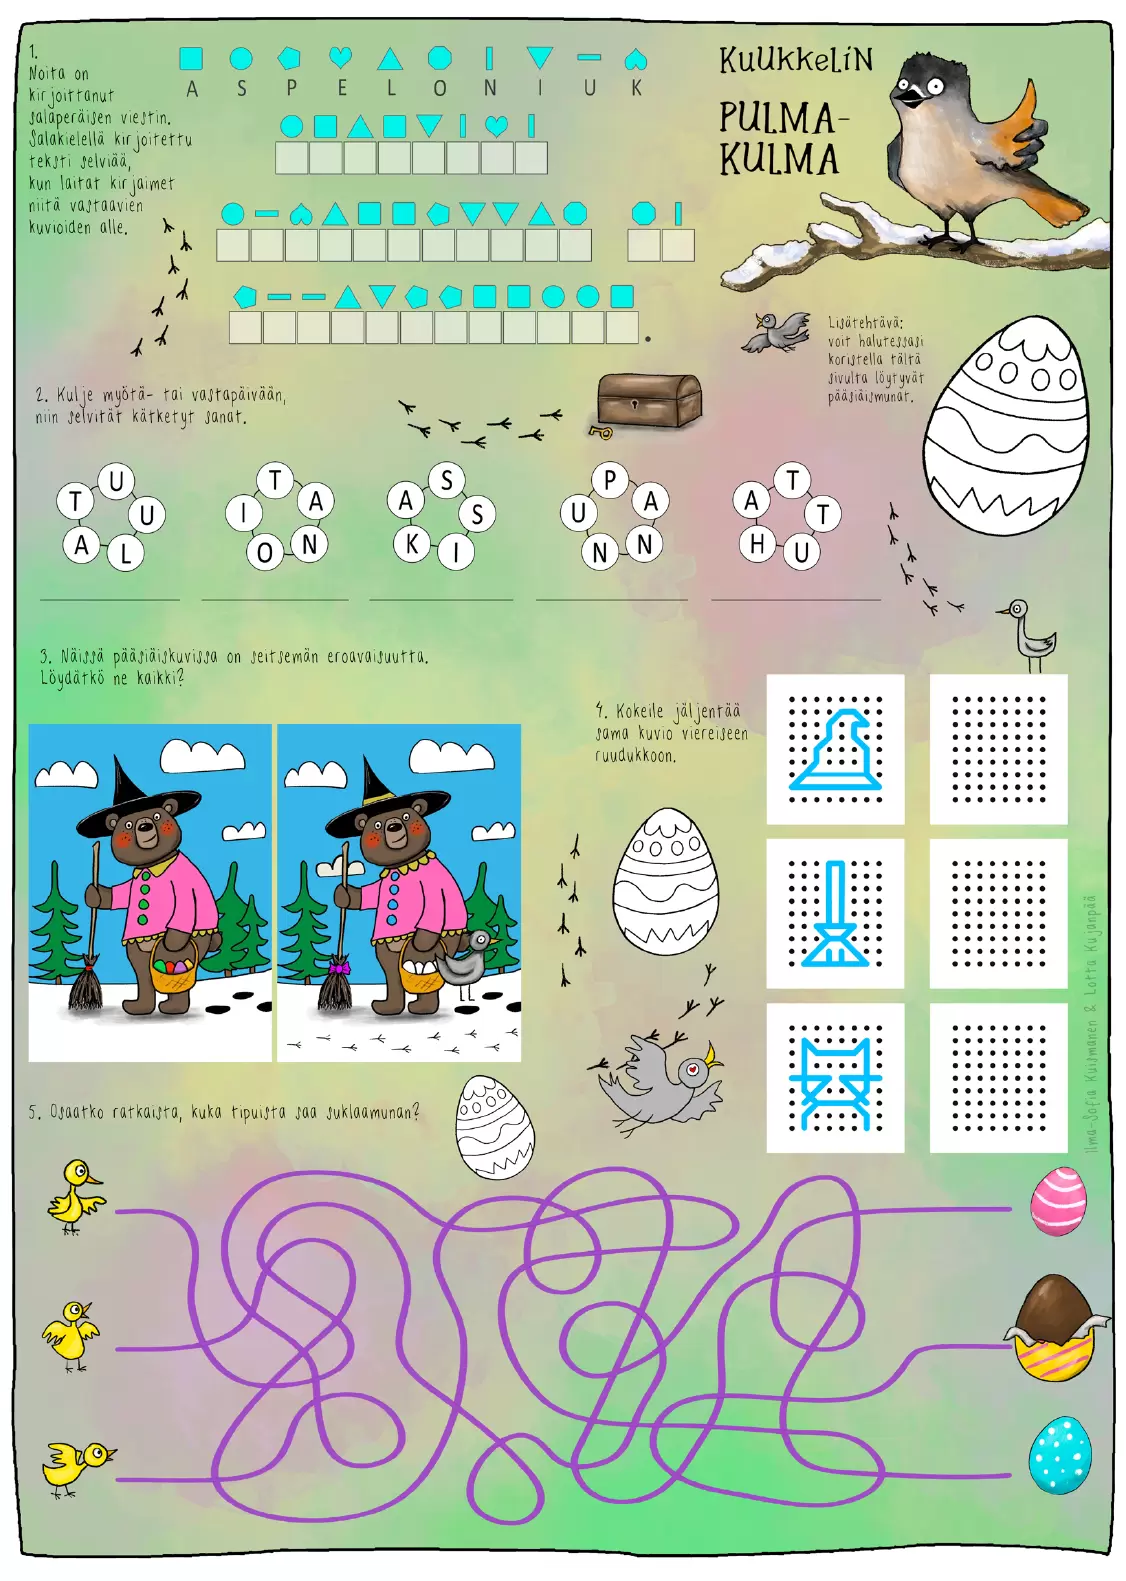 1.
Noita on
kirjoittanut
salaperäisen viestin.
Salakielellä kirjoitettu
teksti selviää,
kun laitat kirjaimet
niitä vastaavien
kuvioiden alle.
A S P E L O N I U K
.
KUUKKELIN
PULMA-
KULMA
Lisätehtävä:
voit halutessasi
koristella tältä
sivulta löytyvät
pääsiäismunat.
2. Kulje myötä- tai vastapäivään,
niin selvität kätketyt sanat.
U U L A T
T A N O I
S S I K A
P A N N U
T T U H A
3. Näissä pääsiäiskuvissa on seitsemän eroavaisuutta.
Löydätkö ne kaikki?
4. Kokeile jäljentää
sama kuvio viereiseen
ruudukkoon.
Ilma-Sofia Kuismanen & Lotta Kujanpää
5. Osaatko ratkaista, kuka tipuista saa suklaamunan?